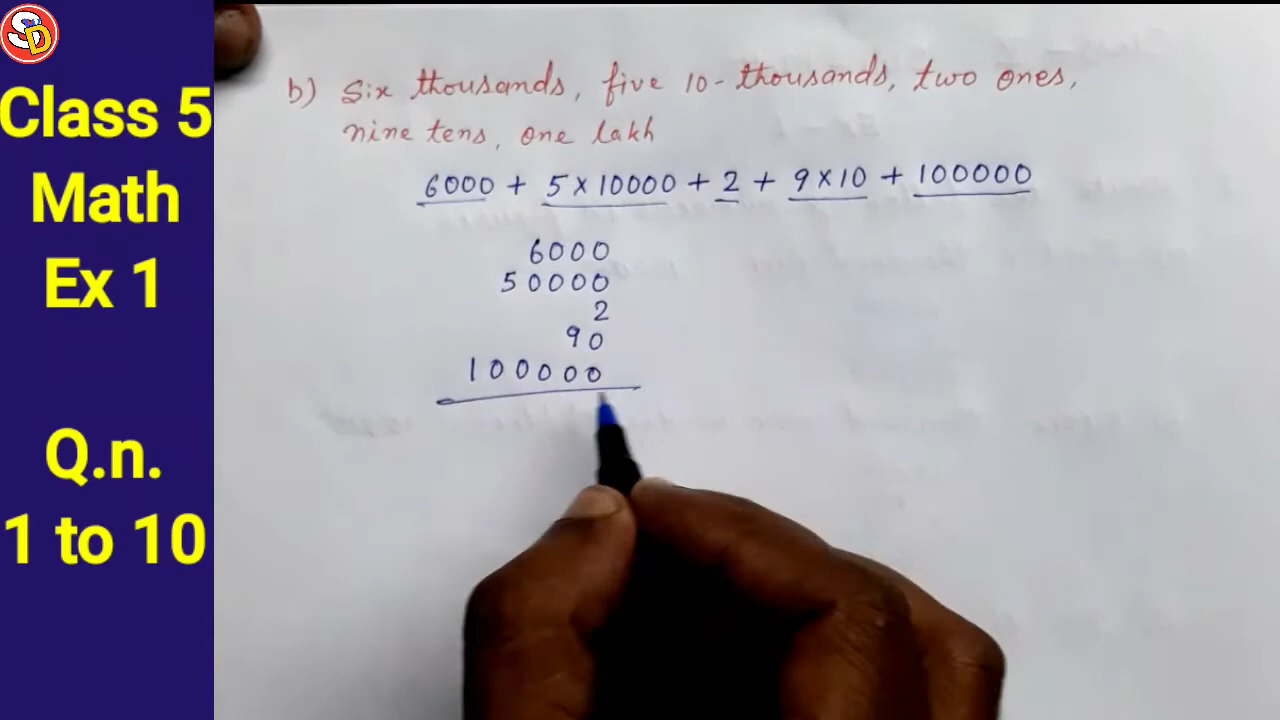 SD
Class 5
Math
Ex 1
Q.n.
1 to 10
b) Six thousands, five 10-thousands, two ones,
nine tens, one lakh
6000 + 5 × 10000 + 2 + 9 × 10 + 100000
6000
50000
2
90
100000